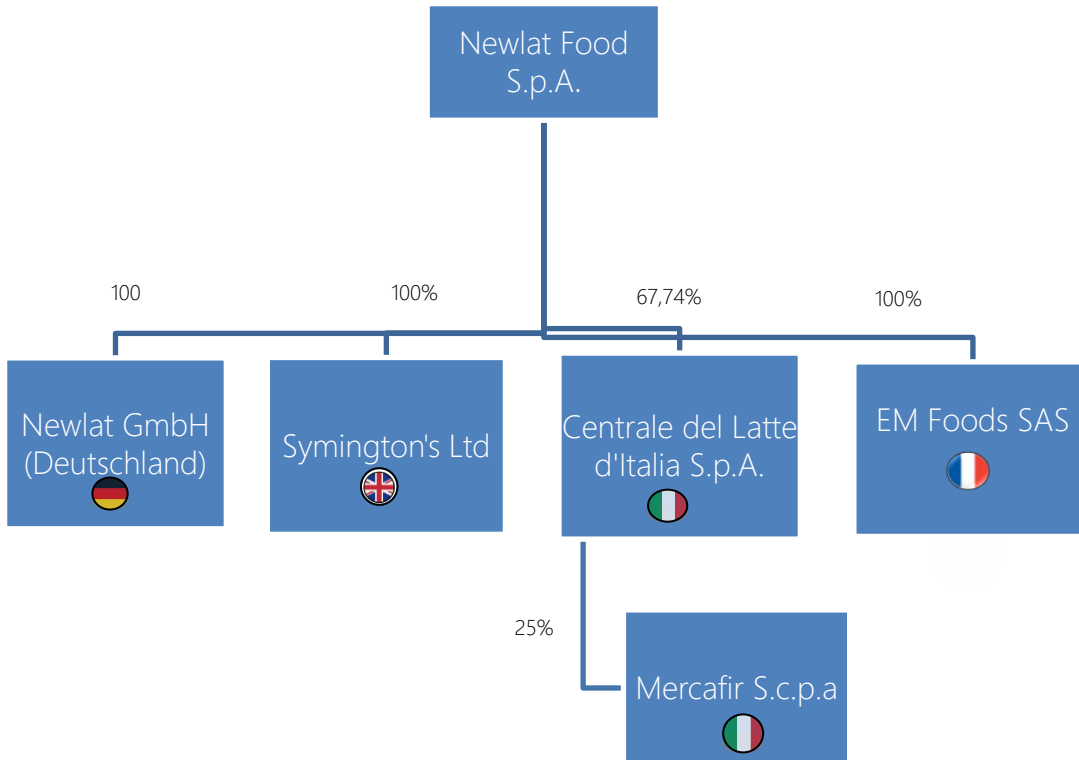 Newlat Food
S.p.A.
100
100%
67,74%
100%
Newlat GmbH
(Deutschland)
Symington's Ltd
Centrale del Latte
d'Italia S.p.A.
EM Foods SAS
25%
Mercafir S.c.p.a